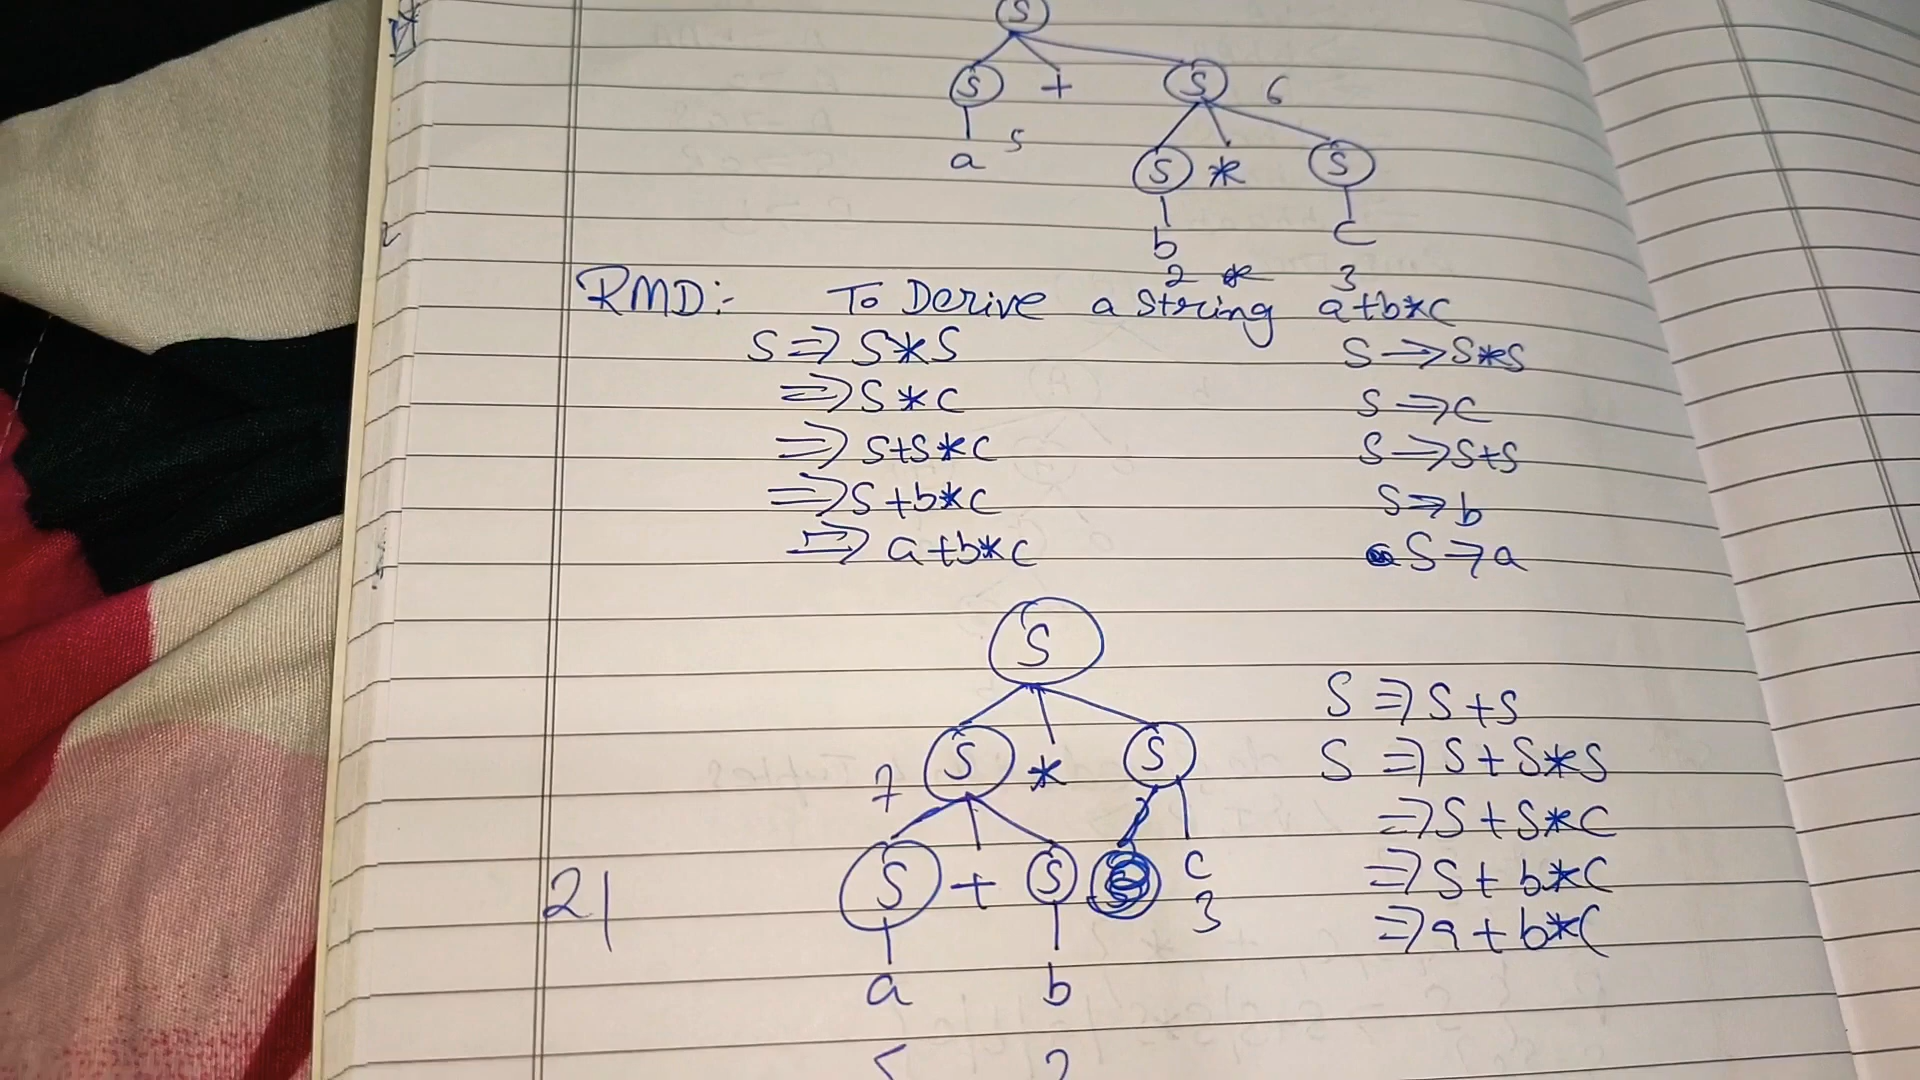 S
S + S 6
a 5 S * S
b C
2 * 3
RMD:- To Derive a string a+b*c
S ⇒ S*S S → S*S
⇒ S*C S → C
⇒ S+S*C S → S+S
⇒ S+b*C S → b
⇒ a+b*C S → a
S
S ⇒ S+S
7 S * S S ⇒ S+S*S
⇒ S+S*C
21 S + S C ⇒ S+b*C
3 ⇒ a+b*C
a b